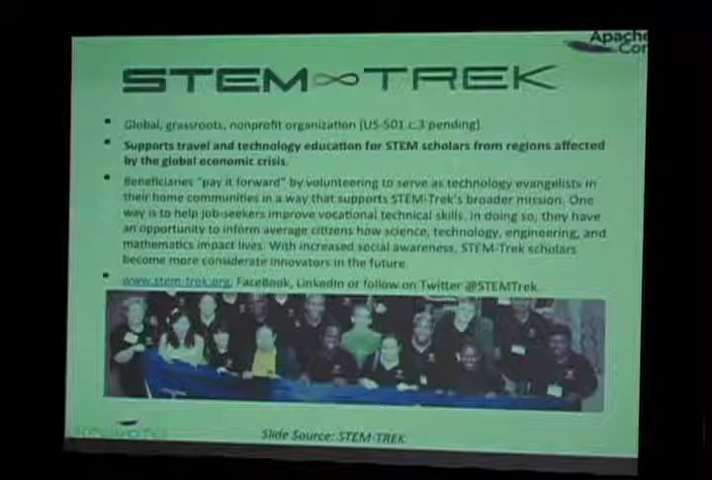 Apache
Con
STEM∞TREK
• Global, grassroots, nonprofit organization (US-501.c.3 pending).
• Supports travel and technology education for STEM scholars from regions affected
by the global economic crisis.
• Beneficiaries "pay it forward" by volunteering to serve as technology evangelists in
their home communities in a way that supports STEM-Trek's broader mission. One
way is to help job-seekers improve vocational technical skills. In doing so, they have
an opportunity to inform average citizens how science, technology, engineering, and
mathematics impact lives. With increased social awareness, STEM-Trek scholars
become more considerate innovators in the future.
• www.stem-trek.org, FaceBook, LinkedIn or follow on Twitter @STEMTrek
Slide Source: STEM-TREK